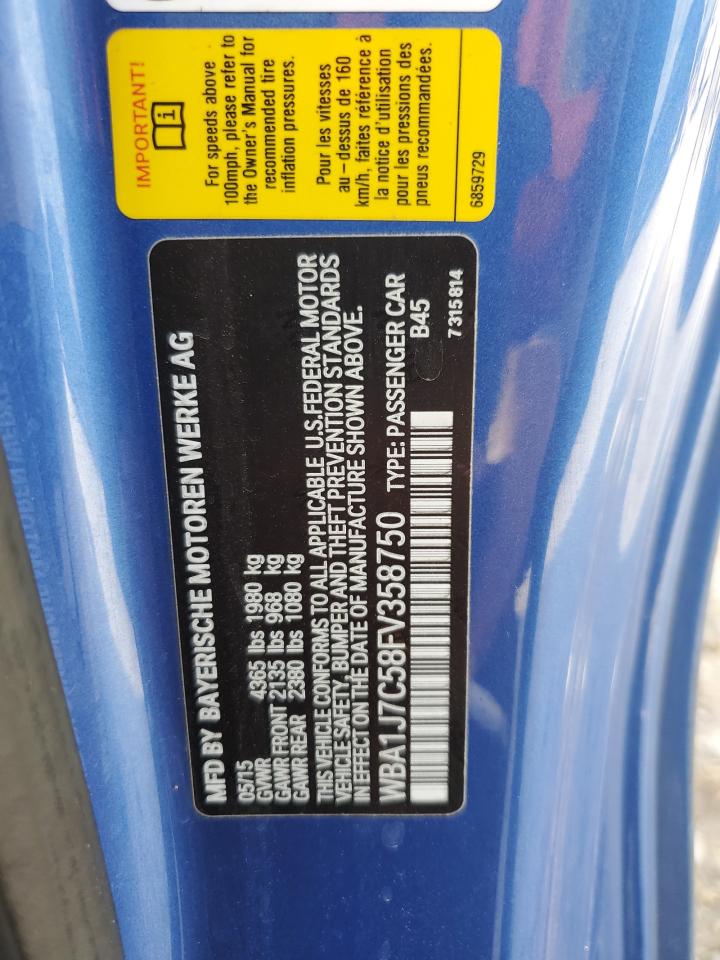 MFD BY BAYERISCHE MOTOREN WERKE AG
05/15
GVWR 4365 lbs 1980 kg
GAWR FRONT 2135 lbs 968 kg
GAWR REAR 2380 lbs 1080 kg
THIS VEHICLE CONFORMS TO ALL APPLICABLE U.S.FEDERAL MOTOR
VEHICLE SAFETY, BUMPER AND THEFT PREVENTION STANDARDS
IN EFFECT ON THE DATE OF MANUFACTURE SHOWN ABOVE.
WBA1J7C58FV358750 TYPE: PASSENGER CAR
B45
7315814
IMPORTANT!
For speeds above
100mph, please refer to
the Owner's Manual for
recommended tire
inflation pressures.
Pour les vitesses
au-dessus de 160
km/h, faites référence à
la notice d'utilisation
pour les pressions des
pneus recommandées.
6859729